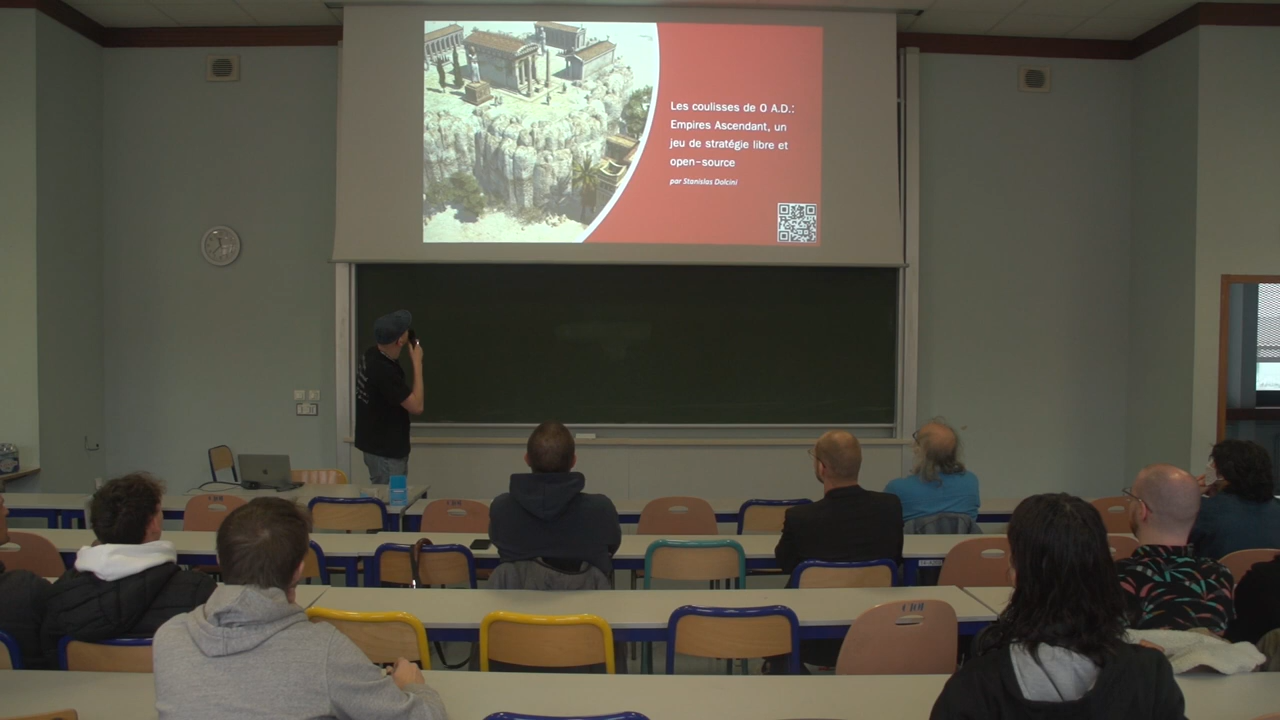 Les coulisses de 0 A.D.:
Empires Ascendant, un
jeu de stratégie libre et
open-source
par Stanislas Dolcini